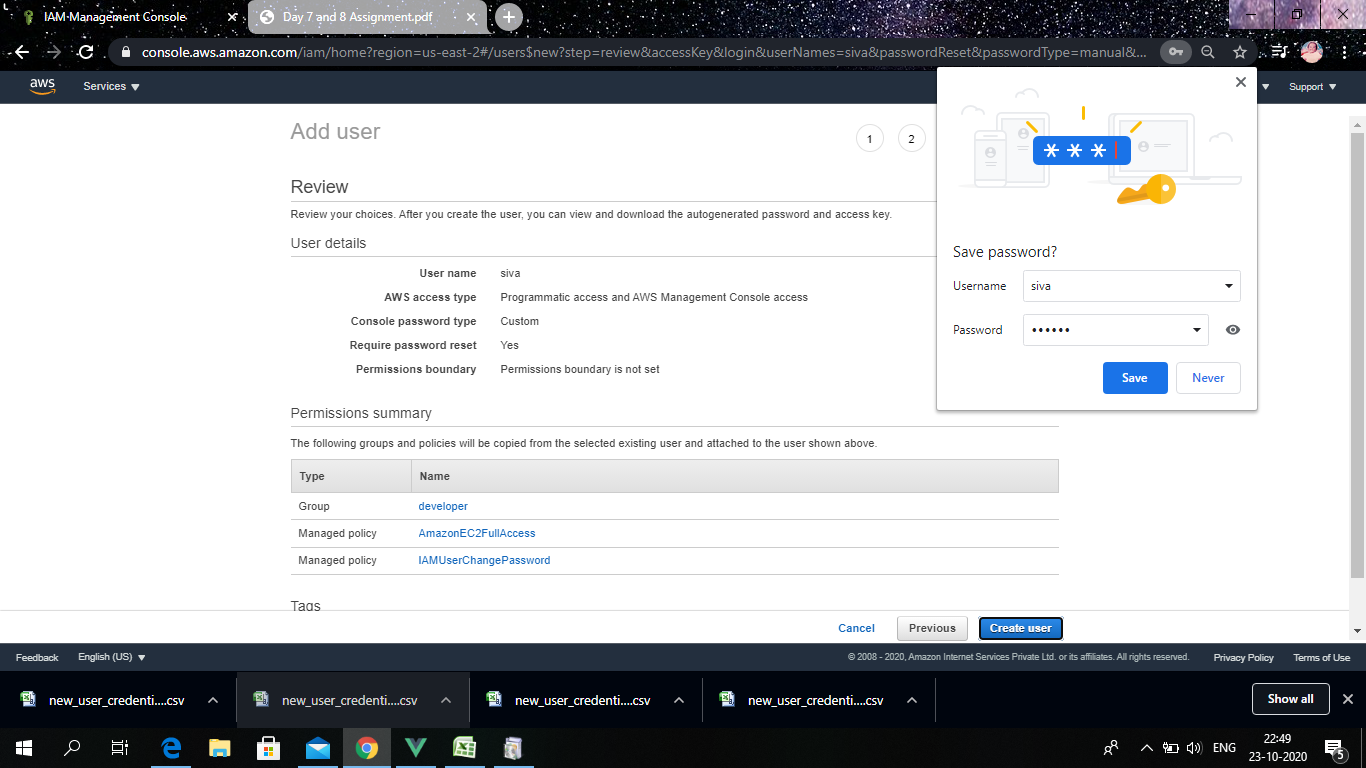 IAM-Management Console
Day 7 and 8 Assignment.pdf
console.aws.amazon.com/iam/home?region=us-east-2#/users$new?step=review&accessKey&login&userNames=siva&passwordReset&passwordType=manual&...
aws
Services
Support
Add user
1
2
Review
Review your choices. After you create the user, you can view and download the autogenerated password and access key.
User details
User name siva
AWS access type Programmatic access and AWS Management Console access
Console password type Custom
Require password reset Yes
Permissions boundary Permissions boundary is not set
Save password?
Username siva
Password ••••••
Save
Never
Permissions summary
The following groups and policies will be copied from the selected existing user and attached to the user shown above.
Type Name
Group developer
Managed policy AmazonEC2FullAccess
Managed policy IAMUserChangePassword
Tags
Cancel Previous Create user
Feedback English (US) © 2008 - 2020, Amazon Internet Services Private Ltd. or its affiliates. All rights reserved. Privacy Policy Terms of Use
new_user_credenti....csv new_user_credenti....csv new_user_credenti....csv new_user_credenti....csv Show all
ENG
22:49
23-10-2020
5